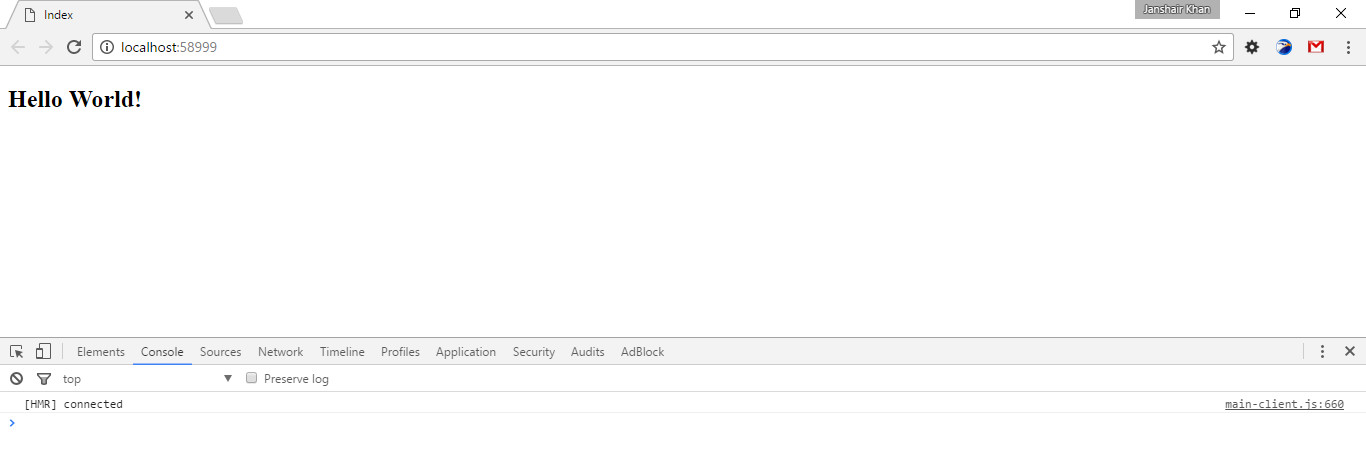 Index
Janshair Khan
localhost:58999
Hello World!
Elements Console Sources Network Timeline Profiles Application Security Audits AdBlock
top Preserve log
[HMR] connected main-client.js:660